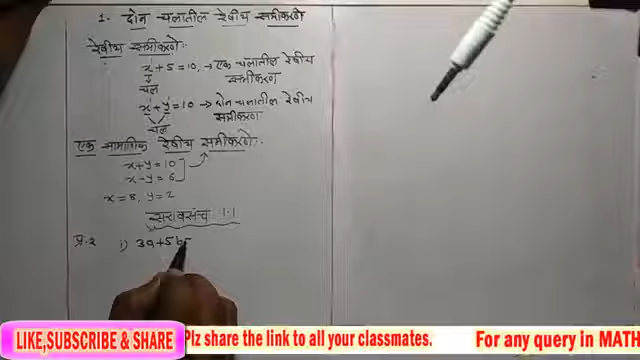 1. दोन चलातील रेषीय समीकरणे
रेषीय समीकरणे:
x + 5 = 10, → एक चलातील रेषीय
समीकरण
चल
x + y = 10 → दोन चलातील रेषीय
समीकरण
चल
एक सामायिक रेषीय समीकरणे:
x+y = 10
x-y = 6
x = 8, y = 2
सरावसंच 1.1
प्र.२ i) 3a+5b=
LIKE,SUBSCRIBE & SHARE Plz share the link to all your classmates. For any query in MATH